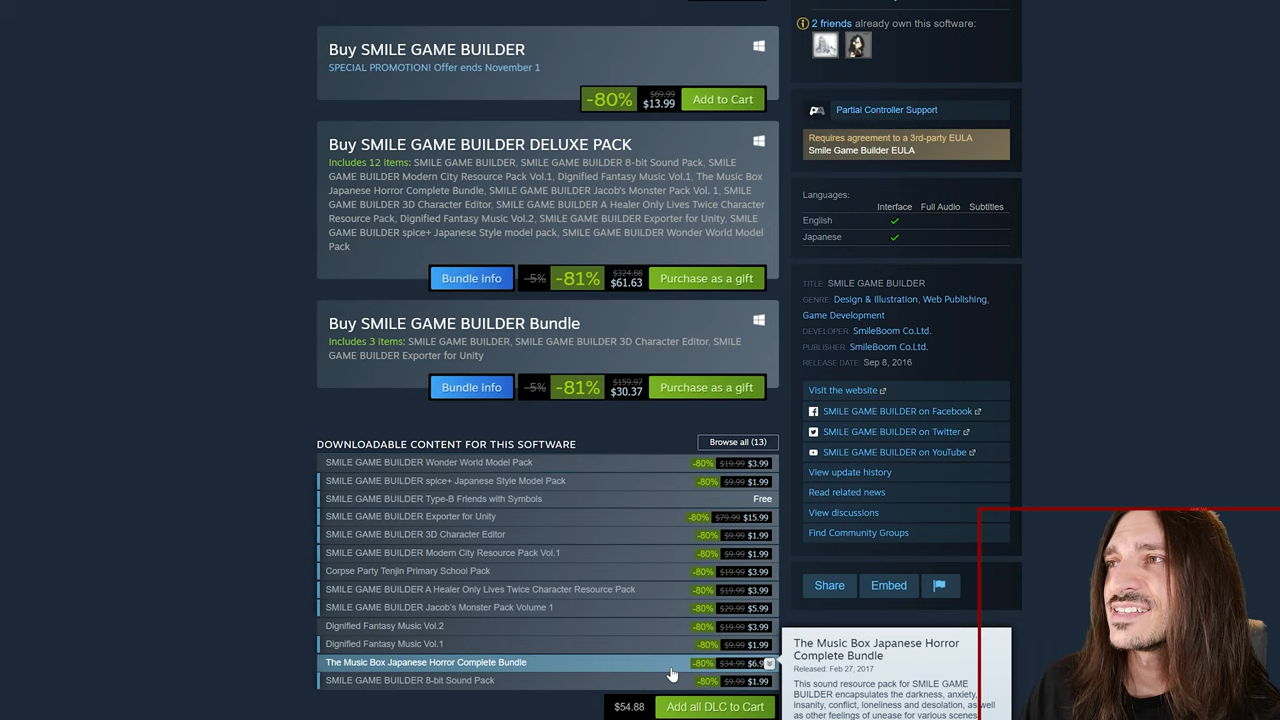 Buy SMILE GAME BUILDER
SPECIAL PROMOTION! Offer ends November 1
-80% $69.99 $13.99 Add to Cart
Buy SMILE GAME BUILDER DELUXE PACK
Includes 12 items: SMILE GAME BUILDER, SMILE GAME BUILDER 8-bit Sound Pack, SMILE
GAME BUILDER Modern City Resource Pack Vol.1, Dignified Fantasy Music Vol.1, The Music Box
Japanese Horror Complete Bundle, SMILE GAME BUILDER Jacob's Monster Pack Vol. 1, SMILE
GAME BUILDER 3D Character Editor, SMILE GAME BUILDER A Healer Only Lives Twice Character
Resource Pack, Dignified Fantasy Music Vol.2, SMILE GAME BUILDER Exporter for Unity, SMILE
GAME BUILDER spice+ Japanese Style model pack, SMILE GAME BUILDER Wonder World Model
Pack
Bundle info -5% -81% $324.88 $61.63 Purchase as a gift
Buy SMILE GAME BUILDER Bundle
Includes 3 items: SMILE GAME BUILDER, SMILE GAME BUILDER 3D Character Editor, SMILE
GAME BUILDER Exporter for Unity
Bundle info -5% -81% $159.97 $30.37 Purchase as a gift
DOWNLOADABLE CONTENT FOR THIS SOFTWARE Browse all (13)
SMILE GAME BUILDER Wonder World Model Pack -80% $19.99 $3.99
SMILE GAME BUILDER spice+ Japanese Style Model Pack -80% $9.99 $1.99
SMILE GAME BUILDER Type-B Friends with Symbols Free
SMILE GAME BUILDER Exporter for Unity -80% $79.99 $15.99
SMILE GAME BUILDER 3D Character Editor -80% $9.99 $1.99
SMILE GAME BUILDER Modern City Resource Pack Vol.1 -80% $9.99 $1.99
Corpse Party Tenjin Primary School Pack -80% $19.99 $3.99
SMILE GAME BUILDER A Healer Only Lives Twice Character Resource Pack -80% $19.99 $3.99
SMILE GAME BUILDER Jacob's Monster Pack Volume 1 -80% $29.99 $5.99
Dignified Fantasy Music Vol.2 -80% $19.99 $3.99
Dignified Fantasy Music Vol.1 -80% $9.99 $1.99
The Music Box Japanese Horror Complete Bundle -80% $34.99
SMILE GAME BUILDER 8-bit Sound Pack -80% $9.99 $1.99
$54.88 Add all DLC to Cart
2 friends already own this software:
Partial Controller Support
Requires agreement to a 3rd-party EULA
Smile Game Builder EULA
Languages:
Interface Full Audio Subtitles
English
Japanese
TITLE: SMILE GAME BUILDER
GENRE: Design & Illustration, Web Publishing,
Game Development
DEVELOPER: SmileBoom Co.Ltd.
PUBLISHER: SmileBoom Co.Ltd.
RELEASE DATE: Sep 8, 2016
Visit the website
SMILE GAME BUILDER on Facebook
SMILE GAME BUILDER on Twitter
SMILE GAME BUILDER on YouTube
View update history
Read related news
View discussions
Find Community Groups
Share Embed
The Music Box Japanese Horror
Complete Bundle
Released: Feb 27, 2017
This sound resource pack for SMILE GAME
BUILDER encapsulates the darkness, anxiety,
insanity, conflict, loneliness and desolation, as well
as other feelings of unease for various scenes